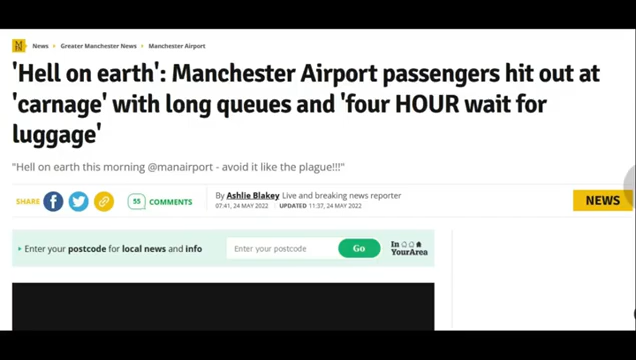 News Greater Manchester News Manchester Airport
'Hell on earth': Manchester Airport passengers hit out at
'carnage' with long queues and 'four HOUR wait for
luggage'
"Hell on earth this morning @manairport - avoid it like the plague!!!"
SHARE
55 COMMENTS
By Ashlie Blakey Live and breaking news reporter
07:41, 24 MAY 2022 UPDATED 11:37, 24 MAY 2022
NEWS
Enter your postcode for local news and info
Enter your postcode
Go
In
YourArea